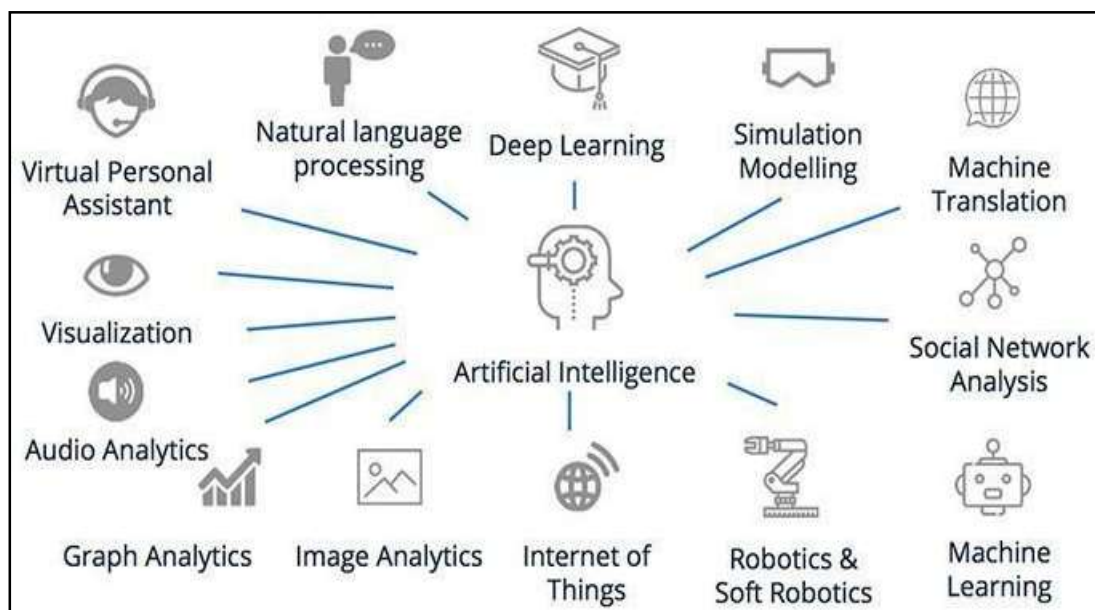 Natural language
processing
Deep Learning
Simulation
Modelling
Virtual Personal
Assistant
Machine
Translation
Visualization
Social Network
Analysis
Artificial Intelligence
Audio Analytics
Graph Analytics
Image Analytics
Internet of
Things
Robotics &
Soft Robotics
Machine
Learning